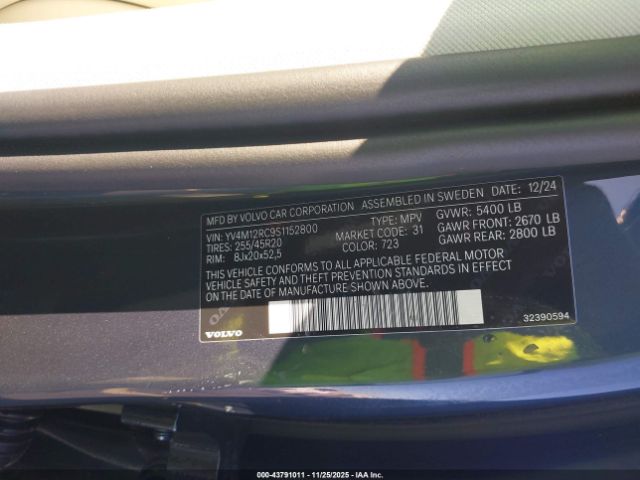 MFD BY VOLVO CAR CORPORATION ASSEMBLED IN SWEDEN DATE: 12/24
VIN: YV4M12RC9S1152800 TYPE: MPV GVWR: 5400 LB
TIRES: 255/45R20 MARKET CODE: 31 GAWR FRONT: 2670 LB
RIM: 8Jx20x52,5 COLOR: 723 GAWR REAR: 2800 LB
THIS VEHICLE CONFORMS TO ALL APPLICABLE FEDERAL MOTOR
VEHICLE SAFETY AND THEFT PREVENTION STANDARDS IN EFFECT
ON THE DATE OF MANUFACTURE SHOWN ABOVE.
VOLVO
32390594
000-43791011 - 11/25/2025 - IAAI.COM